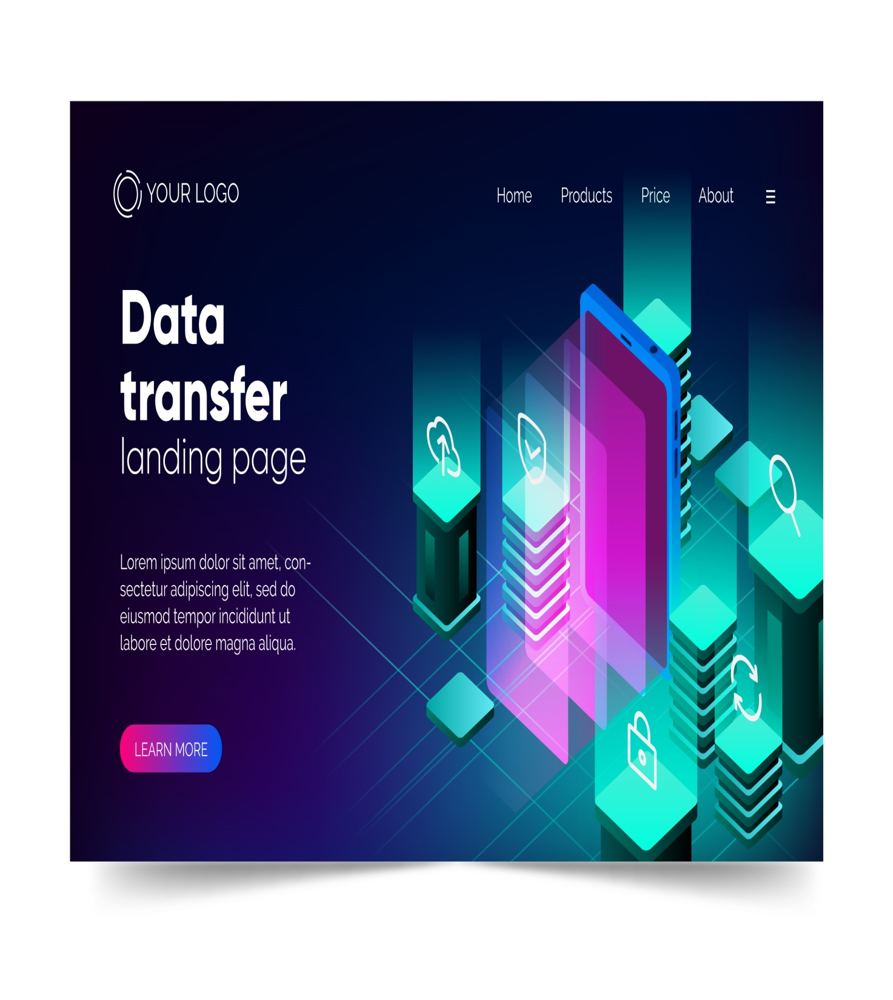 YOUR LOGO
Home Products Price About
Data
transfer
landing page
Lorem ipsum dolor sit amet, con-
sectetur adipiscing elit, sed do
eiusmod tempor incididunt ut
labore et dolore magna aliqua.
LEARN MORE